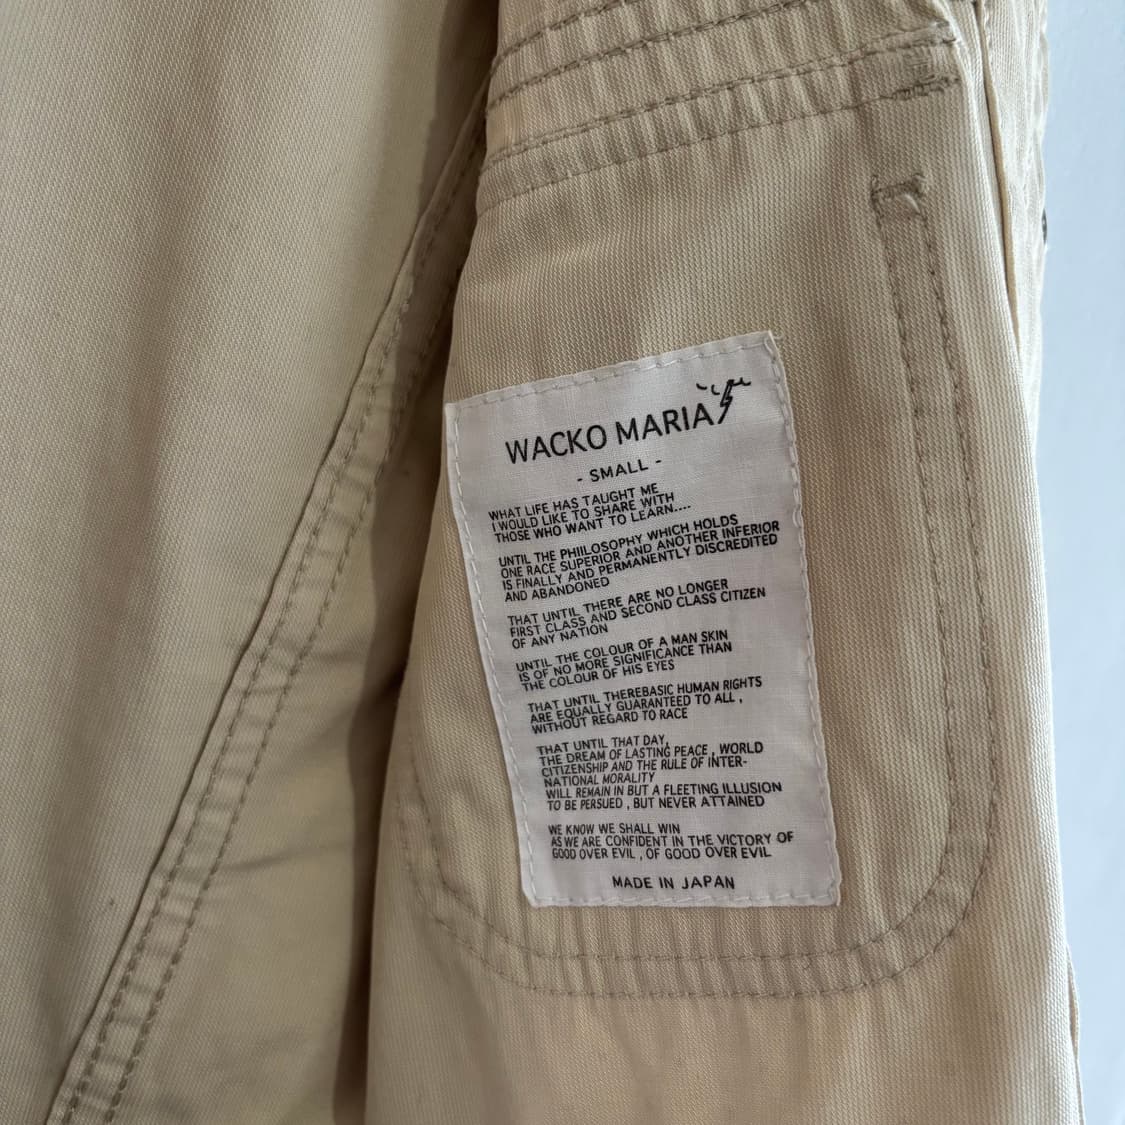 WACKO MARIA
- SMALL -
WHAT LIFE HAS TAUGHT ME
I WOULD LIKE TO SHARE WITH
THOSE WHO WANT TO LEARN....
UNTIL THE PHIILOSOPHY WHICH HOLDS
ONE RACE SUPERIOR AND ANOTHER INFERIOR
IS FINALLY AND PERMANENTLY DISCREDITED
AND ABANDONED
THAT UNTIL THERE ARE NO LONGER
FIRST CLASS AND SECOND CLASS CITIZEN
OF ANY NATION
UNTIL THE COLOUR OF A MAN SKIN
IS OF NO MORE SIGNIFICANCE THAN
THE COLOUR OF HIS EYES
THAT UNTIL THEREBASIC HUMAN RIGHTS
ARE EQUALLY GUARANTEED TO ALL ,
WITHOUT REGARD TO RACE
THAT UNTIL THAT DAY,
THE DREAM OF LASTING PEACE , WORLD
CITIZENSHIP AND THE RULE OF INTER-
NATIONAL MORALITY
WILL REMAIN IN BUT A FLEETING ILLUSION
TO BE PERSUED , BUT NEVER ATTAINED
WE KNOW WE SHALL WIN
AS WE ARE CONFIDENT IN THE VICTORY OF
GOOD OVER EVIL , OF GOOD OVER EVIL
MADE IN JAPAN